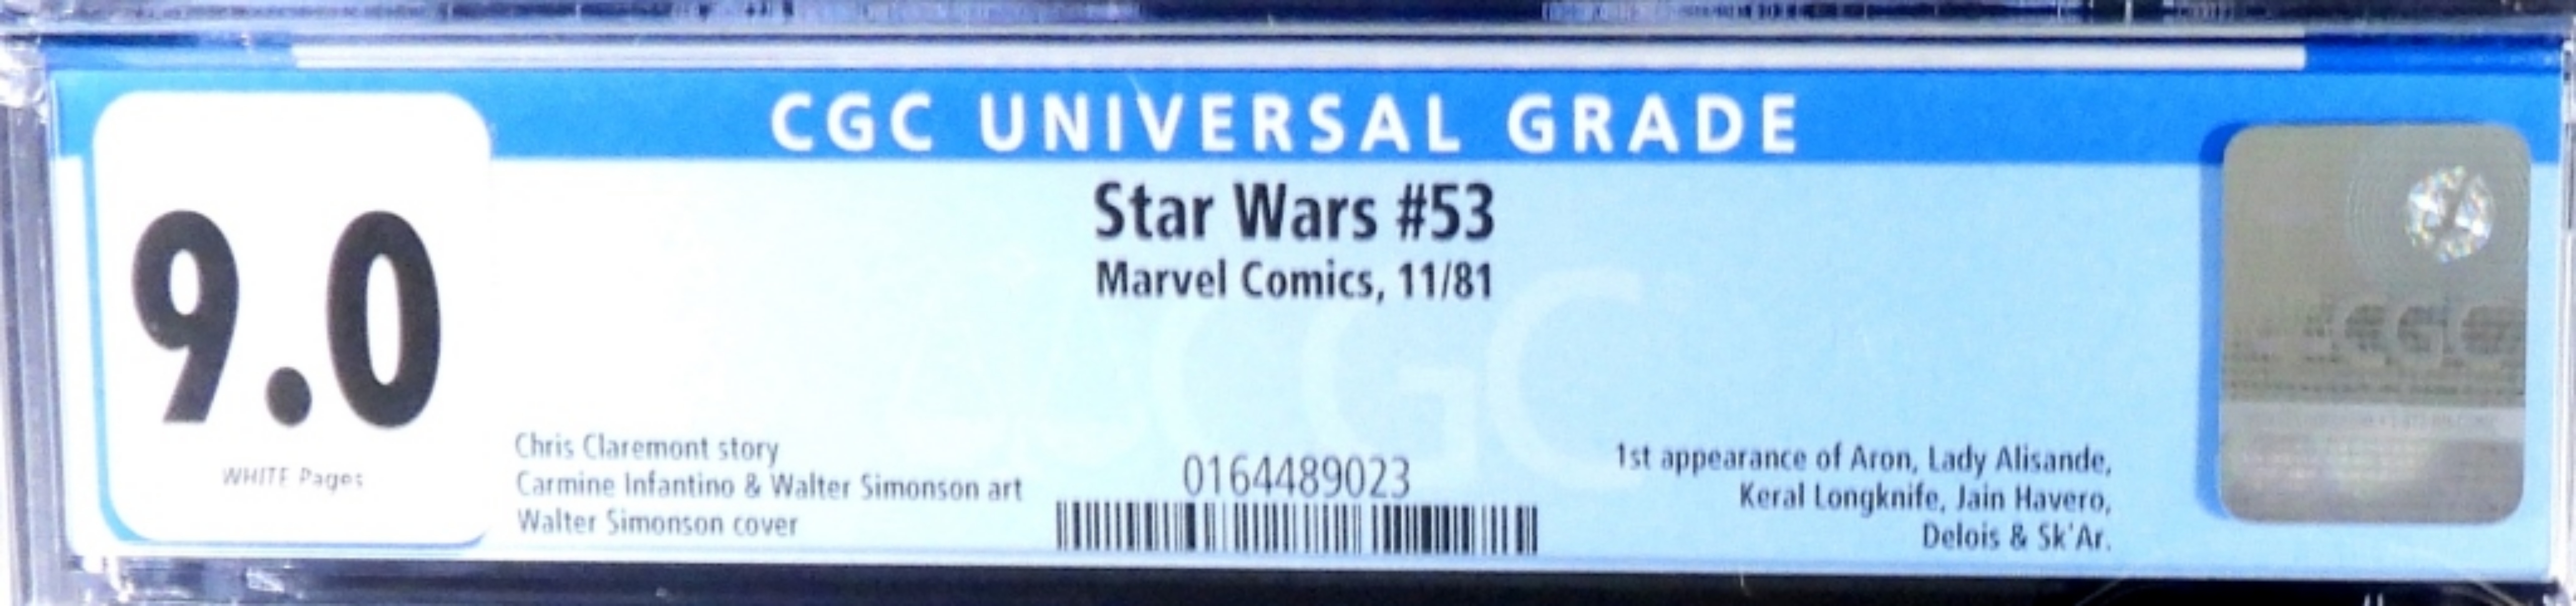 CGC UNIVERSAL GRADE
9.0
WHITE Pages
Star Wars #53
Marvel Comics, 11/81
Chris Claremont story
Carmine Infantino & Walter Simonson art
Walter Simonson cover
0164489023
1st appearance of Aron, Lady Alisande,
Keral Longknife, Jain Havero,
Delois & Sk'Ar.
CGC
CGC